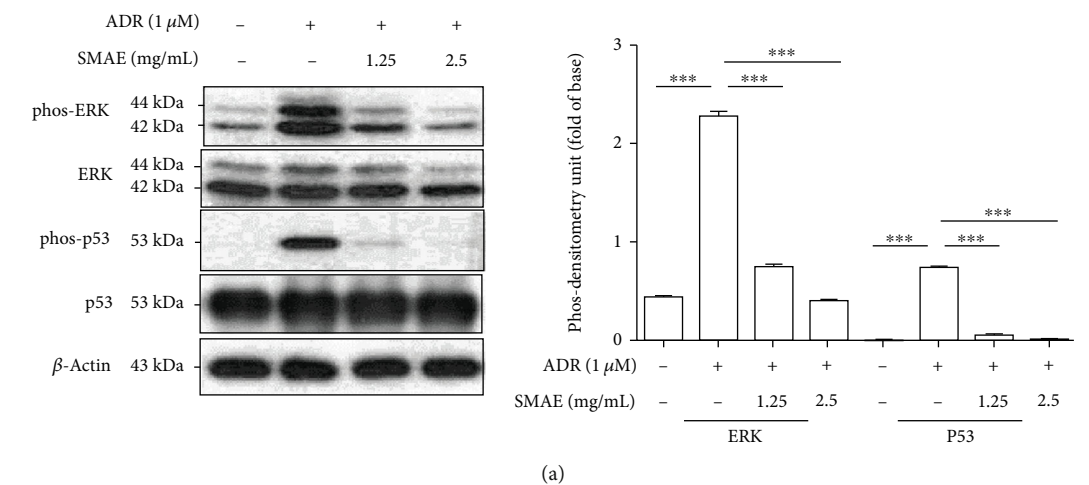 ADR (1 μM) – + + +
SMAE (mg/mL) – – 1.25 2.5
phos-ERK 44 kDa
42 kDa
ERK 44 kDa
42 kDa
phos-p53 53 kDa
p53 53 kDa
β-Actin 43 kDa
Phos-densitometry unit (fold of base)
3
2
1
0
*** *** ***
*** *** ***
ADR (1 μM) – + + + – + + +
SMAE (mg/mL) – – 1.25 2.5 – – 1.25 2.5
ERK P53
(a)